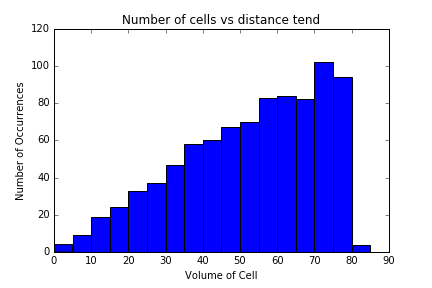 Number of cells vs distance tend
120
100
80
60
40
20
0
Number of Occurrences
0 10 20 30 40 50 60 70 80 90
Volume of Cell